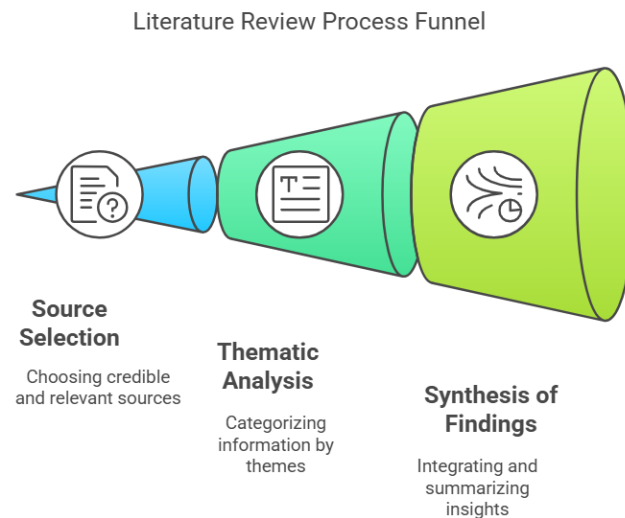 Literature Review Process Funnel
Source
Selection
Choosing credible
and relevant sources
Thematic
Analysis
Categorizing
information by
themes
Synthesis of
Findings
Integrating and
summarizing
insights